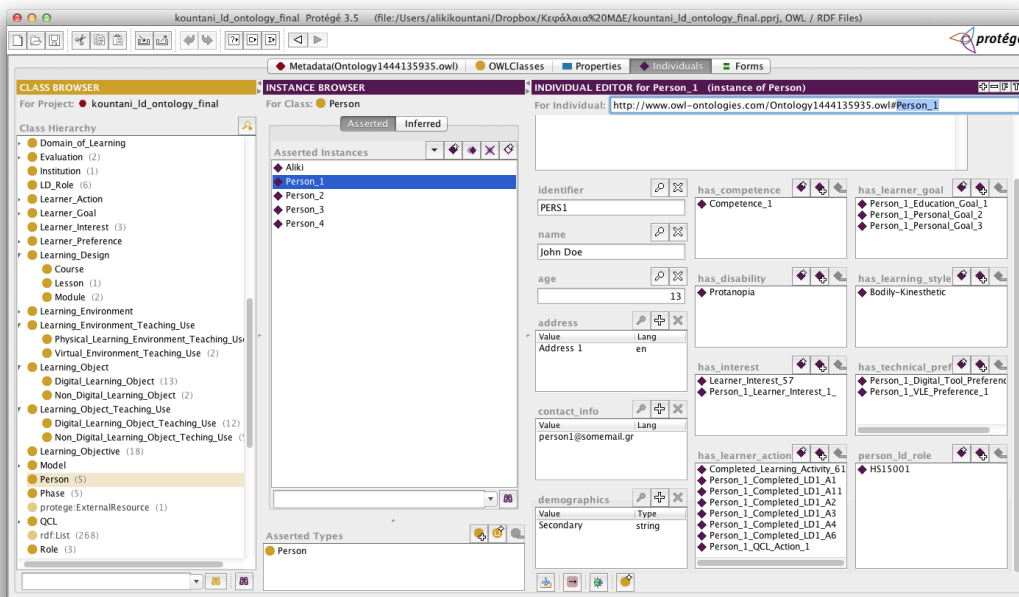 kountani_ld_ontology_final Protégé 3.5 (file:/Users/alikikountani/Dropbox/Κεφάλαια%20ΜΔΕ/kountani_ld_ontology_final.pprj, OWL / RDF Files)
protégé
Metadata(Ontology1444135935.owl) OWLClasses Properties Individuals Forms
CLASS BROWSER
For Project: kountani_ld_ontology_final
Class Hierarchy
Domain_of_Learning
Evaluation (2)
Institution (1)
LD_Role (6)
Learner_Action
Learner_Goal
Learner_Interest (3)
Learner_Preference
Learning_Design
Course
Lesson (1)
Module (2)
Learning_Environment
Learning_Environment_Teaching_Use
Physical_Learning_Environment_Teaching_Us
Virtual_Environment_Teaching_Use (2)
Learning_Object
Digital_Learning_Object (13)
Non_Digital_Learning_Object (2)
Learning_Object_Teaching_Use
Digital_Learning_Object_Teaching_Use (12)
Non_Digital_Learning_Object_Teching_Use
Learning_Objective (18)
Model
Person (5)
Phase (5)
protege:ExternalResource (1)
QCL
rdf:List (268)
Role (3)
INSTANCE BROWSER
For Class: Person
Asserted Inferred
Asserted Instances
Aliki
Person_1
Person_2
Person_3
Person_4
Asserted Types
Person
INDIVIDUAL EDITOR for Person_1 (instance of Person)
For Individual: http://www.owl-ontologies.com/Ontology1444135935.owl#Person_1
identifier
PERS1
name
John Doe
age
13
address
Value Lang
Address 1 en
contact_info
Value Lang
person1@somemail.gr
demographics
Value Type
Secondary string
has_competence
Competence_1
has_disability
Protanopia
has_interest
Learner_Interest_57
Person_1_Learner_Interest_1_
has_learner_action
Completed_Learning_Activity_61
Person_1_Completed_LD1_A1
Person_1_Completed_LD1_A11
Person_1_Completed_LD1_A2
Person_1_Completed_LD1_A3
Person_1_Completed_LD1_A4
Person_1_Completed_LD1_A6
Person_1_QCL_Action_1
has_learner_goal
Person_1_Education_Goal_1
Person_1_Personal_Goal_2
Person_1_Personal_Goal_3
has_learning_style
Bodily-Kinesthetic
has_technical_pref
Person_1_Digital_Tool_Preferenc
Person_1_VLE_Preference_1
person_ld_role
HS15001